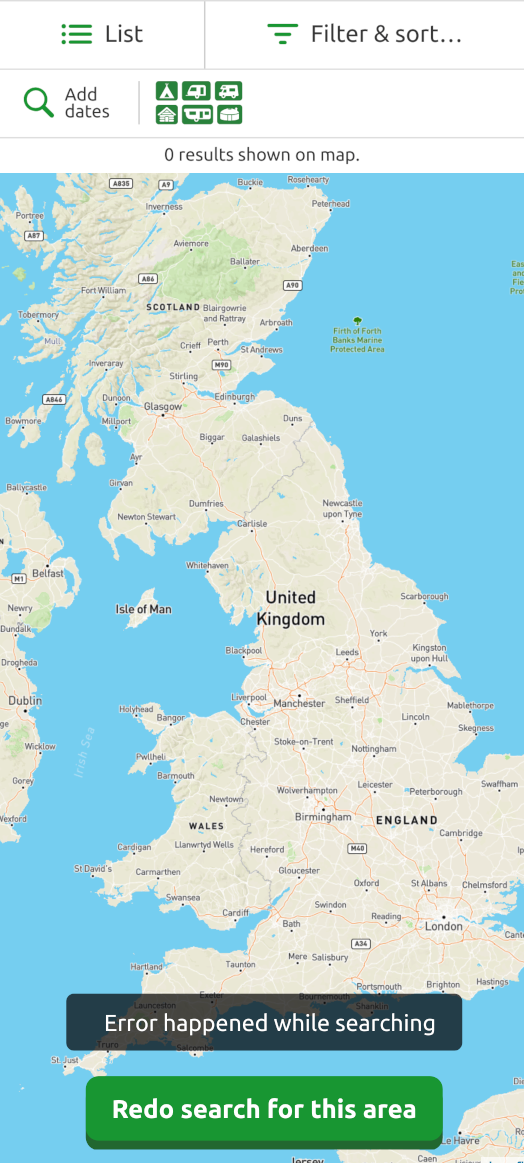 List
Filter & sort...
Add
dates
0 results shown on map.
A835
A9
Buckie
Rosehearty
Inverness
Peterhead
Portree
A87
Aviemore
Aberdeen
Ballater
A86
A90
Fort William
SCOTLAND
Blairgowrie
and Rattray
Tobermory
Arbroath
Firth of Forth
Banks Marine
Protected Area
Mull
Crieff
Perth
St Andrews
Inveraray
M90
Stirling
A846
Dunoon
Edinburgh
Glasgow
Bowmore
Millport
Duns
Biggar
Galashiels
Ayr
Girvan
Ballycastle
Dumfries
Newcastle
upon Tyne
Newton Stewart
Carlisle
Whitehaven
M1
Belfast
United
Kingdom
Isle of Man
Scarborough
Newry
Dundalk
York
Blackpool
Leeds
Kingston
upon Hull
Drogheda
Dublin
Liverpool
Manchester
Sheffield
Mablethorpe
Holyhead
Bangor
Chester
Lincoln
Skegness
Irish Sea
Wicklow
Stoke-on-Trent
Nottingham
Pwllheli
Barmouth
Gorey
Leicester
Peterborough
Swaffham
Wolverhampton
Newtown
Birmingham
ENGLAND
WALES
Cambridge
Llanwrtyd Wells
Hereford
M40
Cardigan
St David's
Carmarthen
Gloucester
Oxford
St Albans
Chelmsford
Swansea
Swindon
Cardiff
Bath
Reading
London
A34
Mere
Salisbury
Taunton
Hartland
Portsmouth
Brighton
Hastings
Exeter
Bournemouth
Launceston
Shanklin
Error happened while searching
Truro
Salcombe
St Just
Redo search for this area
Le Havre
Caen
Jersey